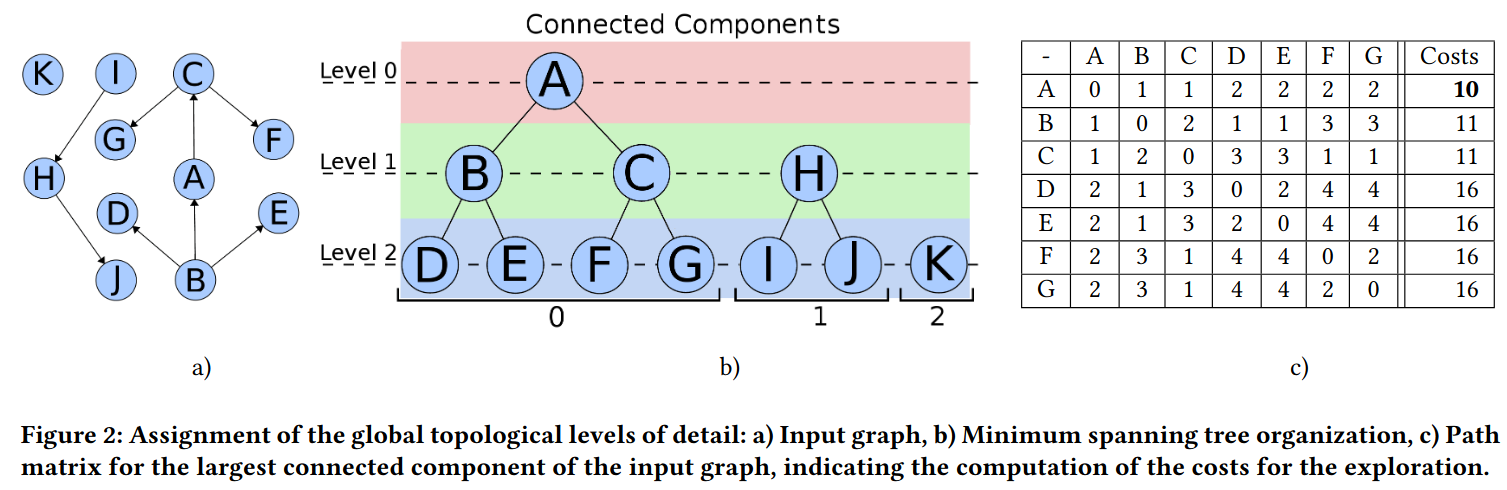 K I C
G F
H A
D E
J B
a)
Connected Components
Level 0 A
Level 1 B C H
Level 2 D E F G I J K
0 1 2
b)
- A B C D E F G Costs
A 0 1 1 2 2 2 2 10
B 1 0 2 1 1 3 3 11
C 1 2 0 3 3 1 1 11
D 2 1 3 0 2 4 4 16
E 2 1 3 2 0 4 4 16
F 2 3 1 4 4 0 2 16
G 2 3 1 4 4 2 0 16
c)
Figure 2: Assignment of the global topological levels of detail: a) Input graph, b) Minimum spanning tree organization, c) Path
matrix for the largest connected component of the input graph, indicating the computation of the costs for the exploration.